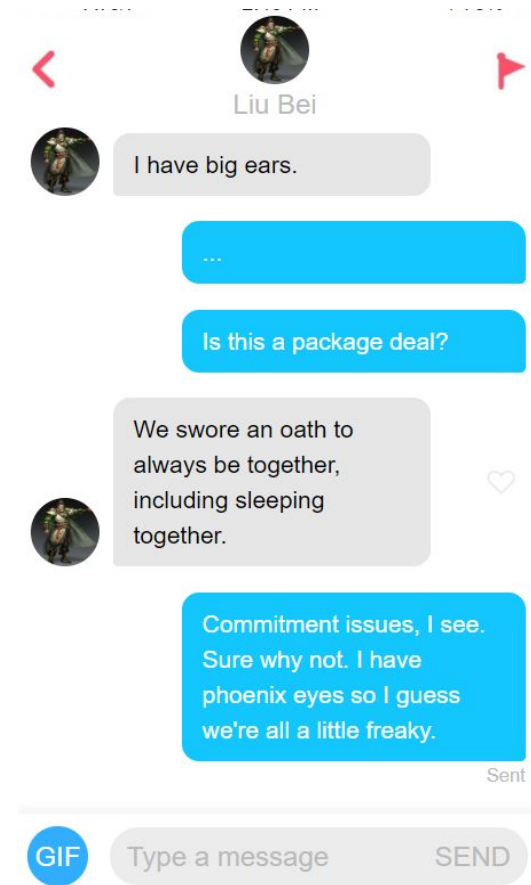 Liu Bei
I have big ears.
...
Is this a package deal?
We swore an oath to
always be together,
including sleeping
together.
Commitment issues, I see.
Sure why not. I have
phoenix eyes so I guess
we're all a little freaky.
Sent
GIF Type a message SEND